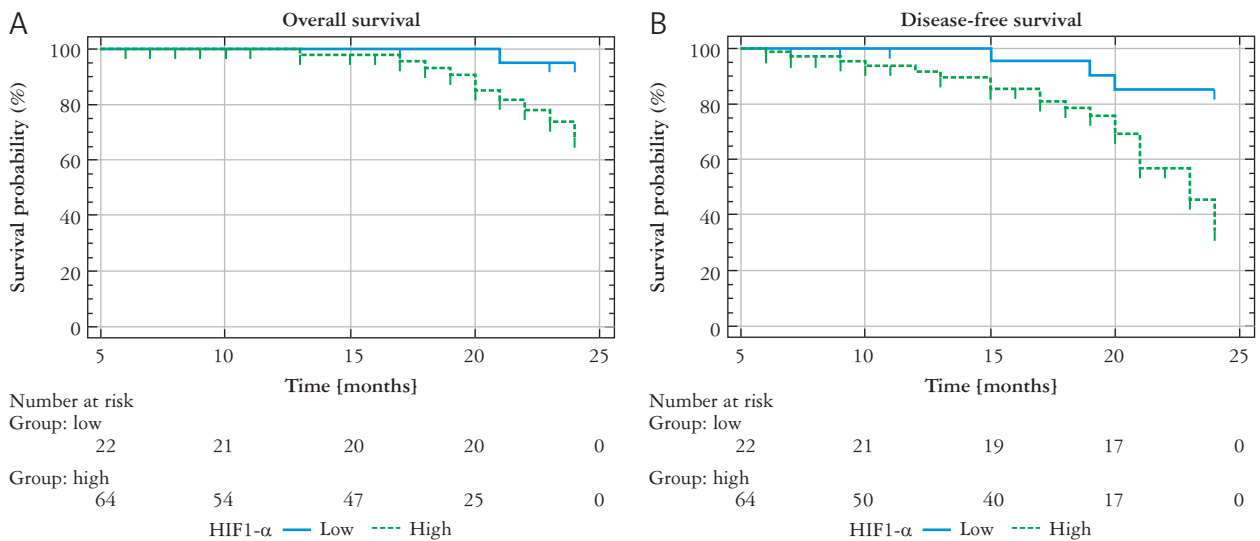 A
Overall survival
Survival probability (%)
100
80
60
40
20
0
5 10 15 20 25
Time {months}
Number at risk
Group: low
22 21 20 20 0
Group: high
64 54 47 25 0
HIF1-α Low High
B
Disease-free survival
Survival probability (%)
100
80
60
40
20
0
5 10 15 20 25
Time {months}
Number at risk
Group: low
22 21 19 17 0
Group: high
64 50 40 17 0
HIF1-α Low High